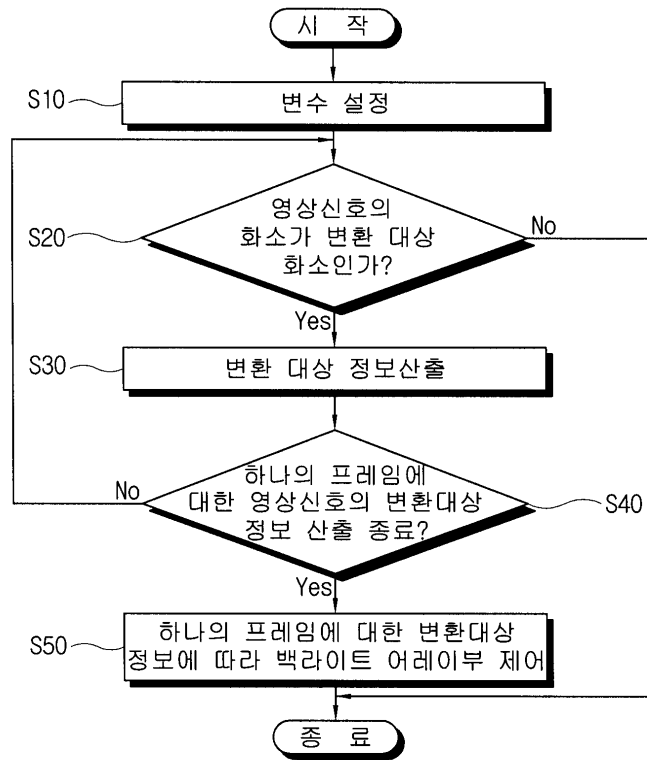 시 작
S10
변수 설정
S20
영상신호의
화소가 변환 대상
화소인가?
No
Yes
S30
변환 대상 정보산출
하나의 프레임에
대한 영상신호의 변환대상
정보 산출 종료?
No
S40
Yes
S50
하나의 프레임에 대한 변환대상
정보에 따라 백라이트 어레이부 제어
종 료